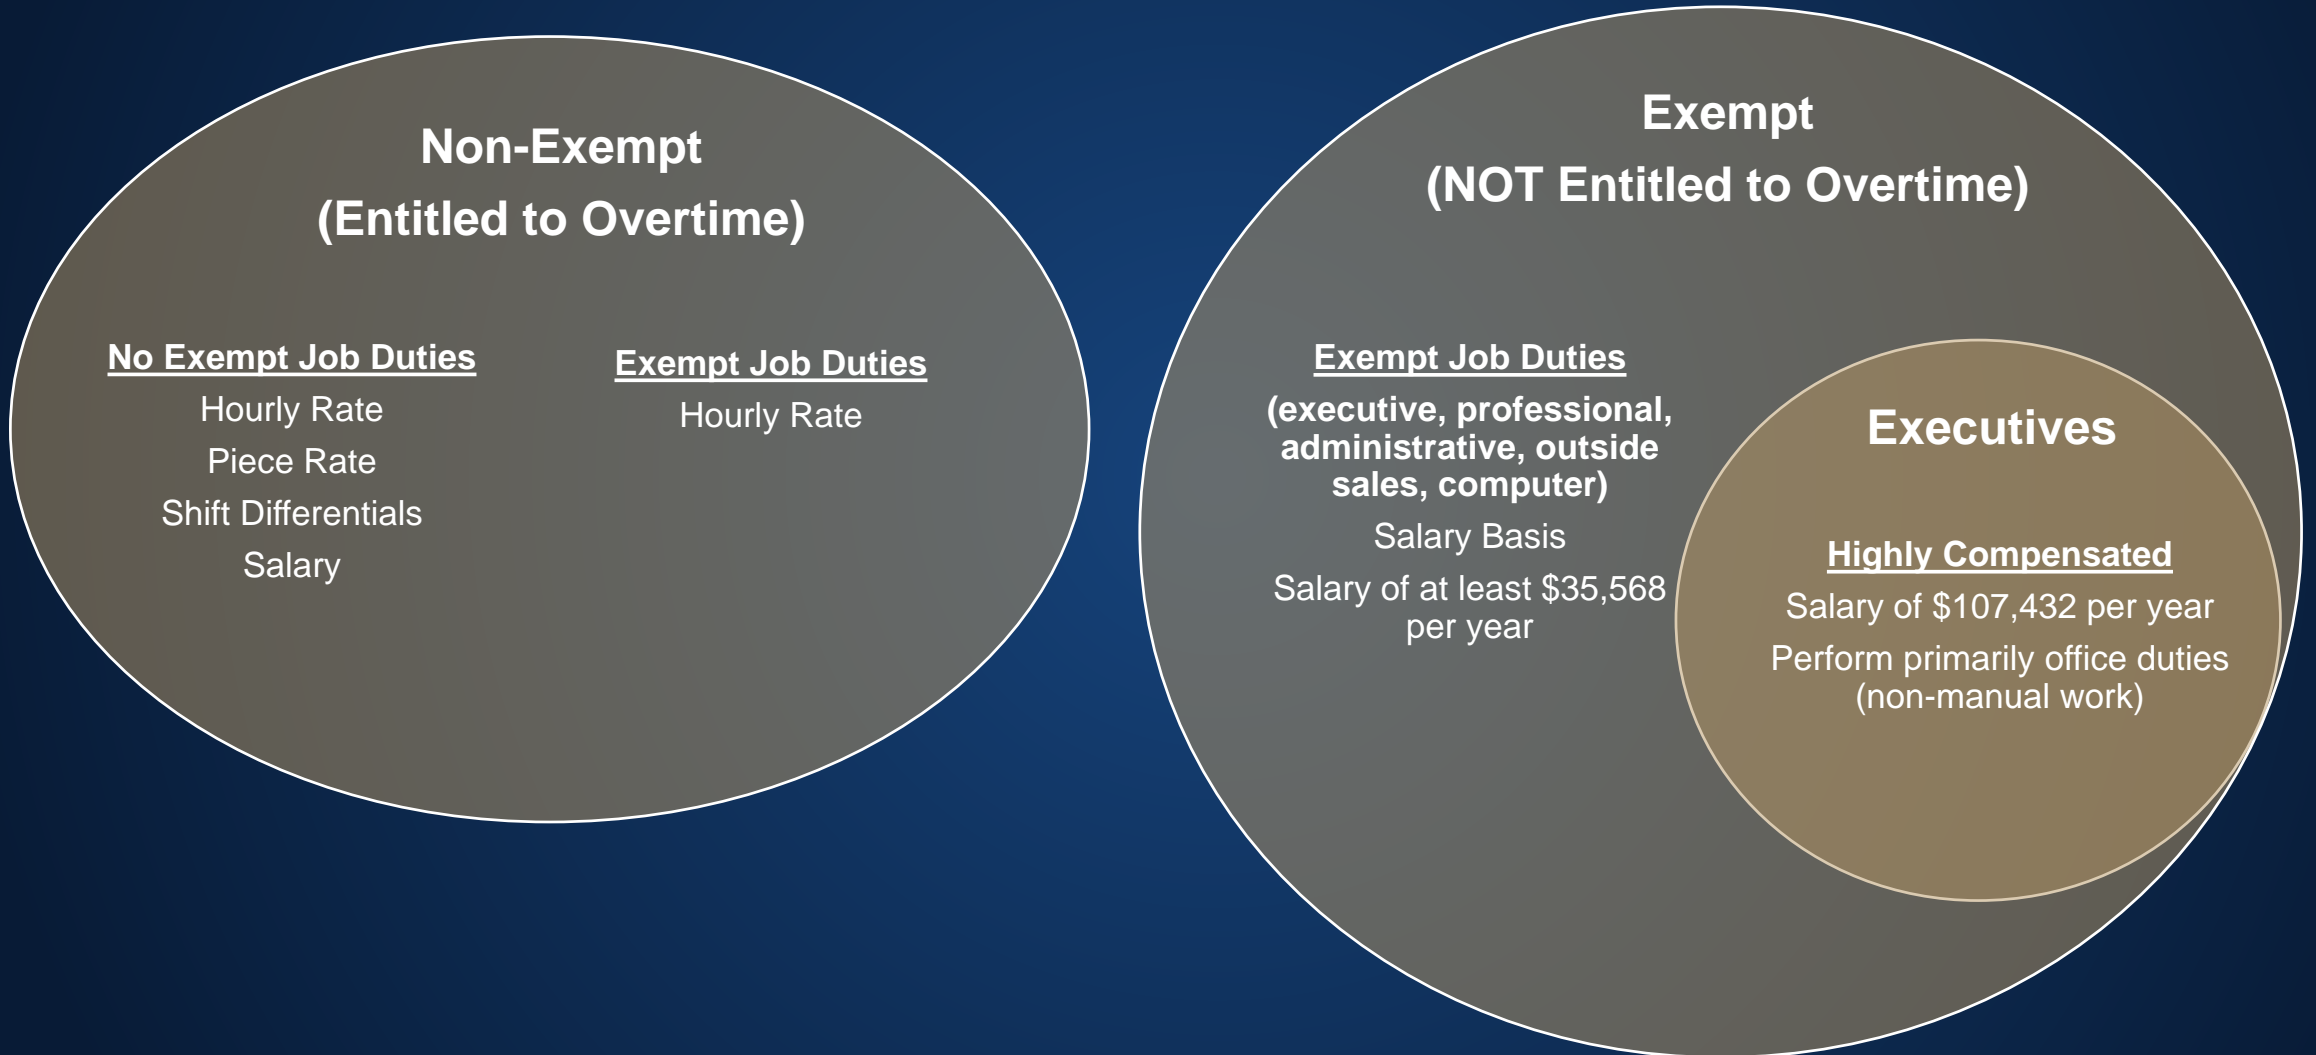 Non-Exempt
(Entitled to Overtime)
No Exempt Job Duties
Hourly Rate
Piece Rate
Shift Differentials
Salary
Exempt Job Duties
Hourly Rate
Exempt
(NOT Entitled to Overtime)
Exempt Job Duties
(executive, professional,
administrative, outside
sales, computer)
Salary Basis
Salary of at least $35,568
per year
Executives
Highly Compensated
Salary of $107,432 per year
Perform primarily office duties
(non-manual work)